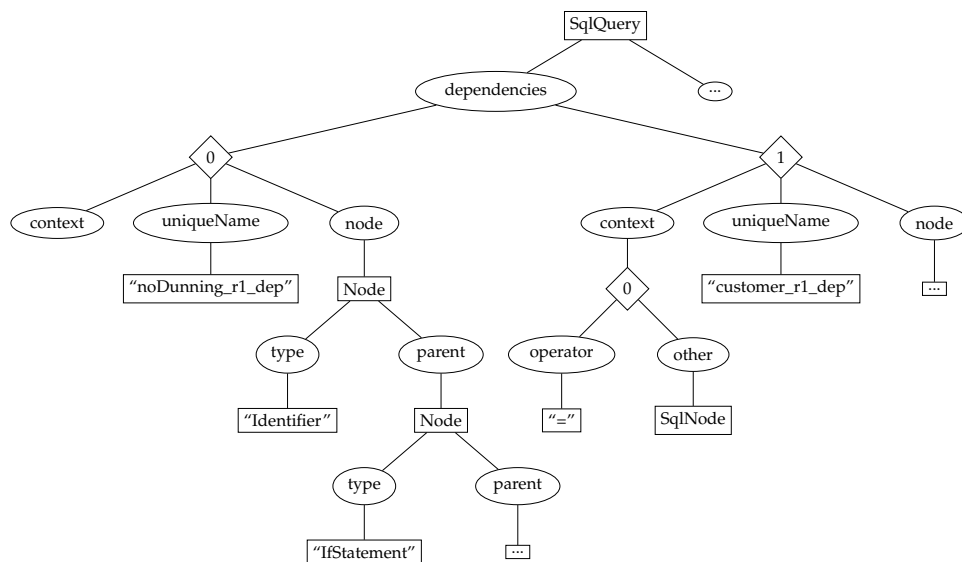 SqlQuery
dependencies
...
0
1
context
uniqueName
node
context
uniqueName
node
“noDunning_r1_dep”
Node
0
“customer_r1_dep”
...
type
parent
operator
other
“Identifier”
Node
“=”
SqlNode
type
parent
“IfStatement”
...